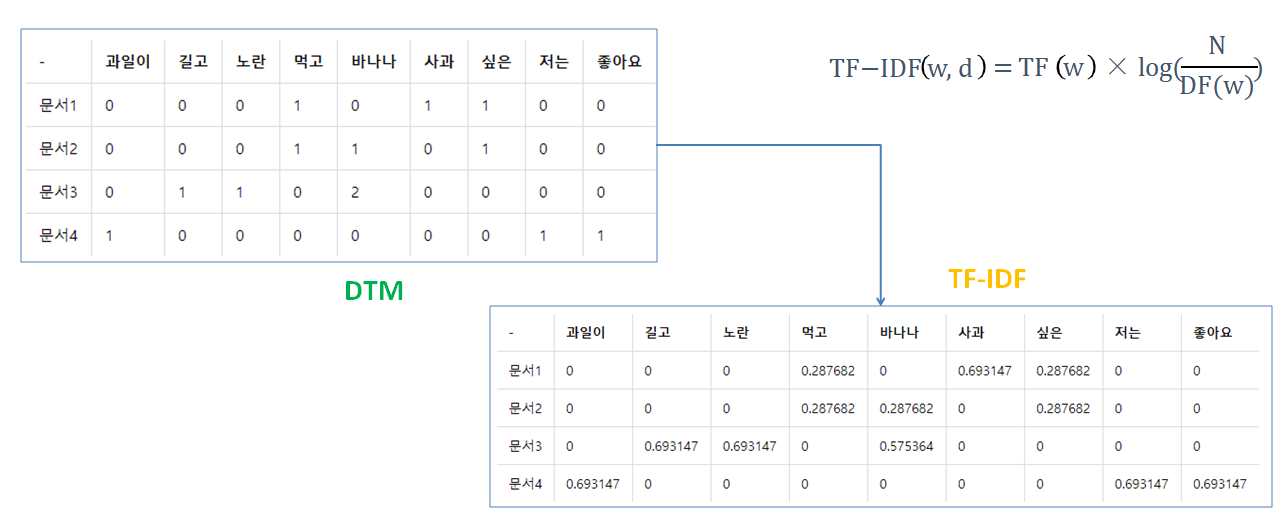 - 과일이 길고 노란 먹고 바나나 사과 싶은 저는 좋아요
문서1 0 0 0 1 0 1 1 0 0
문서2 0 0 0 1 1 0 1 0 0
문서3 0 1 1 0 2 0 0 0 0
문서4 1 0 0 0 0 0 0 1 1
DTM
TF−IDF(w, d) = TF (w) × log(N/DF(w))
TF-IDF
- 과일이 길고 노란 먹고 바나나 사과 싶은 저는 좋아요
문서1 0 0 0 0.287682 0 0.693147 0.287682 0 0
문서2 0 0 0 0.287682 0.287682 0 0.287682 0 0
문서3 0 0.693147 0.693147 0 0.575364 0 0 0 0
문서4 0.693147 0 0 0 0 0 0 0.693147 0.693147